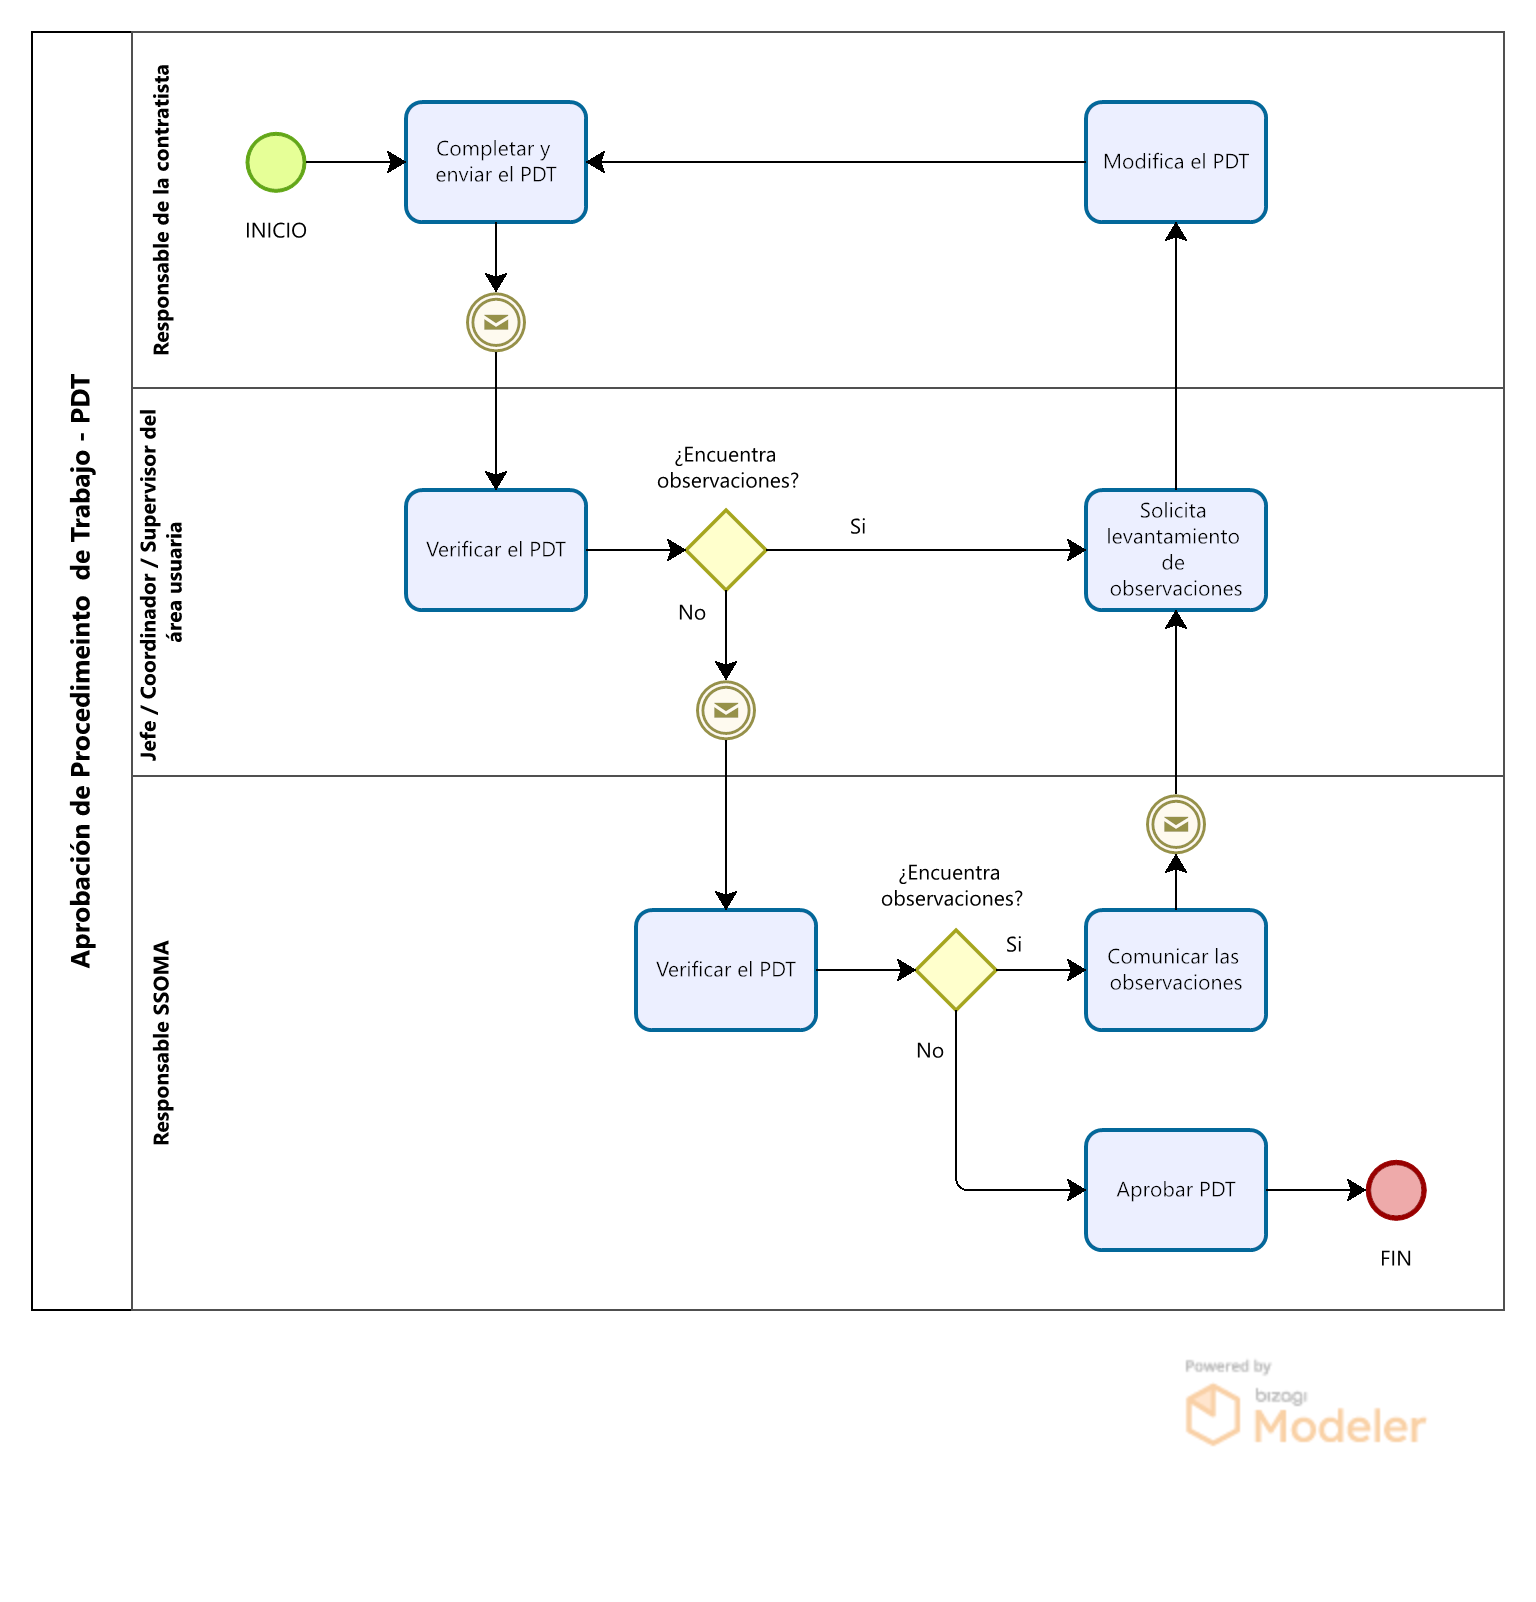 Aprobación de Procedimeinto  de Trabajo - PDT
Responsable de la contratista
INICIO
Completar y
enviar el PDT
Modifica el PDT
Jefe / Coordinador / Supervisor del
área usuaria
Verificar el PDT
¿Encuentra
observaciones?
Si
No
Solicita
levantamiento
de
observaciones
Responsable SSOMA
Verificar el PDT
¿Encuentra
observaciones?
Si
No
Comunicar las
observaciones
Aprobar PDT
FIN
Powered by
bizagi
Modeler